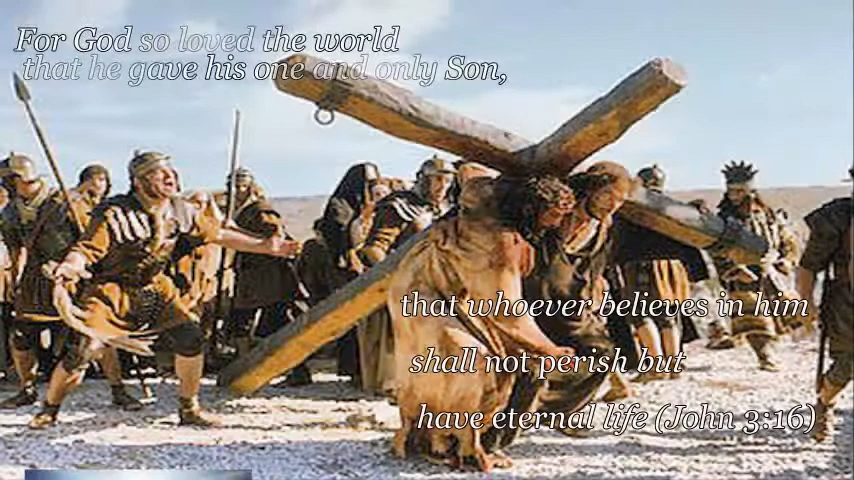 For God so loved the world
that he gave his one and only Son,
that whoever believes in him
shall not perish but
have eternal life (John 3:16)